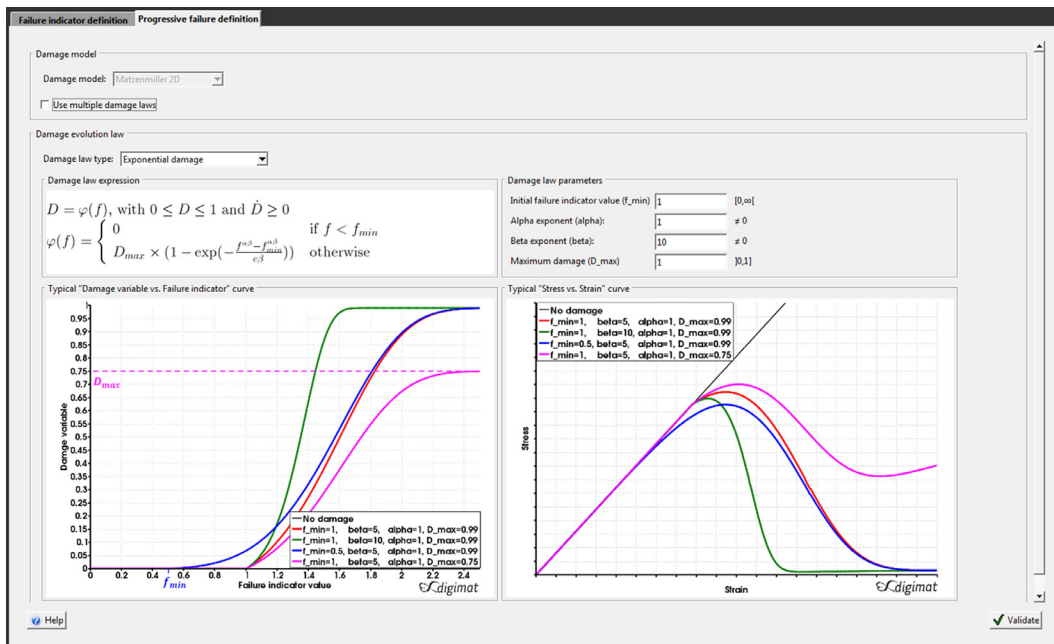 Failure indicator definition Progressive failure definition
Damage model
Damage model: Matzenmiller 2D
Use multiple damage laws
Damage evolution law
Damage law type: Exponential damage
Damage law expression
D = φ(f), with 0 ≤ D ≤ 1 and Ḋ ≥ 0
φ(f) = { 0 if f < f_min
D_max × (1 − exp(−(f^{αβ} − f_min^{αβ})/(eβ))) otherwise
Damage law parameters
Initial failure indicator value (f_min) 1 [0,∞[
Alpha exponent (alpha): 1 ≠ 0
Beta exponent (beta): 10 ≠ 0
Maximum damage (D_max) 1 ]0,1]
Typical "Damage variable vs. Failure indicator" curve
1
0.95
0.9
0.85
0.8
0.75
D_max
0.7
0.65
0.6
0.55
0.5
0.45
0.4
0.35
0.3
0.25
0.2
0.15
0.1
0.05
0
Damge variable
No damage
f_min=1, beta=5, alpha=1, D_max=0.99
f_min=1, beta=10, alpha=1, D_max=0.99
f_min=0.5, beta=5, alpha=1, D_max=0.99
f_min=1, beta=5, alpha=1, D_max=0.75
0 0.2 0.4 0.6 0.8 1 1.2 1.4 1.6 1.8 2 2.2 2.4
f_min
Failure indicator value
digimat
Typical "Stress vs. Strain" curve
No damage
f_min=1, beta=5, alpha=1, D_max=0.99
f_min=1, beta=10, alpha=1, D_max=0.99
f_min=0.5, beta=5, alpha=1, D_max=0.99
f_min=1, beta=5, alpha=1, D_max=0.75
Stress
Strain
digimat
Help
Validate